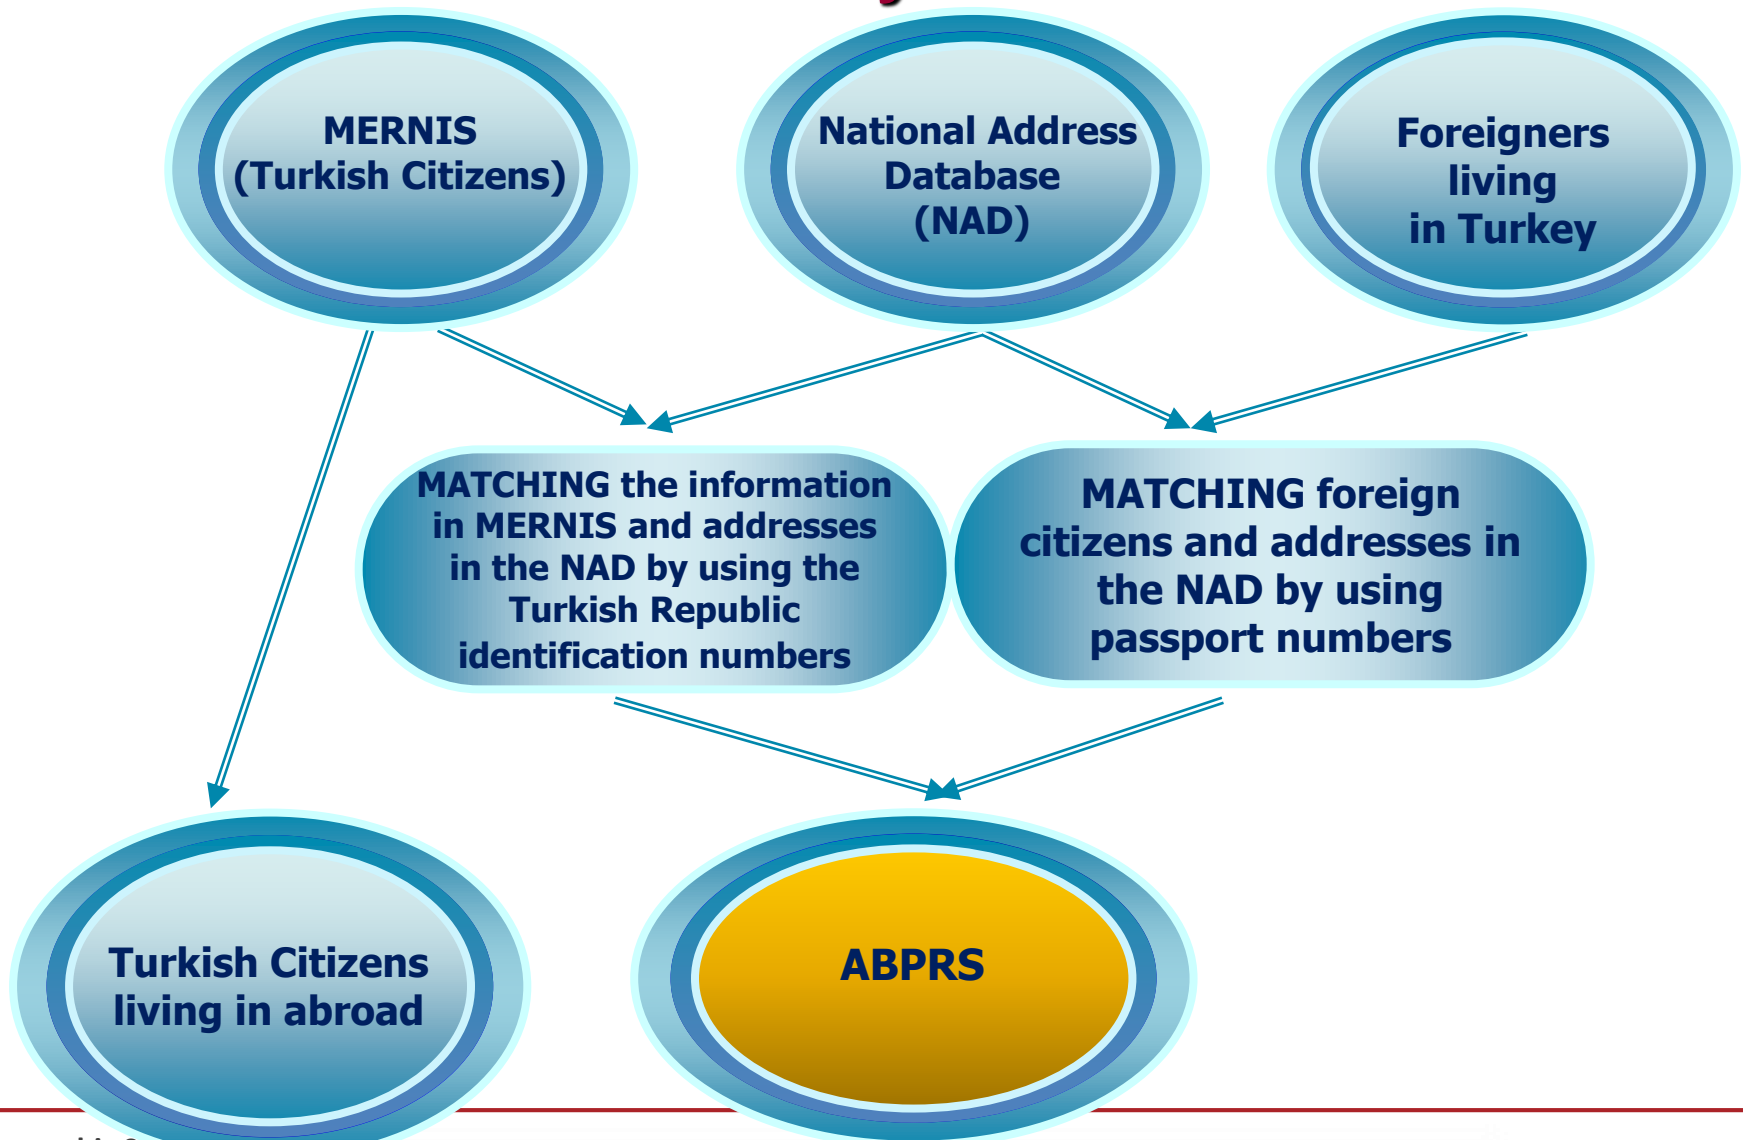 MERNIS
(Turkish Citizens)
National Address
Database
(NAD)
Foreigners
living
in Turkey
MATCHING the information
in MERNIS and addresses
in the NAD by using the
Turkish Republic
identification numbers
MATCHING foreign
citizens and addresses in
the NAD by using
passport numbers
Turkish Citizens
living in abroad
ABPRS